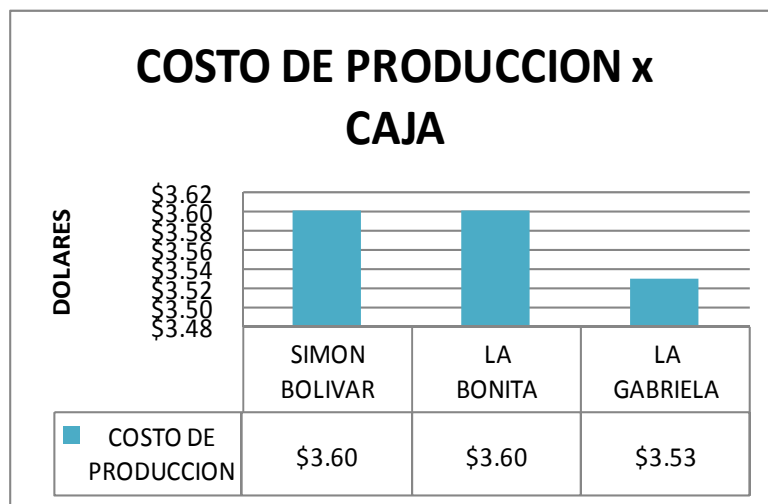 COSTO DE PRODUCCION x
CAJA
DOLARES
$3.62
$3.60
$3.58
$3.56
$3.54
$3.52
$3.50
$3.48
SIMON BOLIVAR
LA BONITA
LA GABRIELA
COSTO DE PRODUCCION
$3.60
$3.60
$3.53